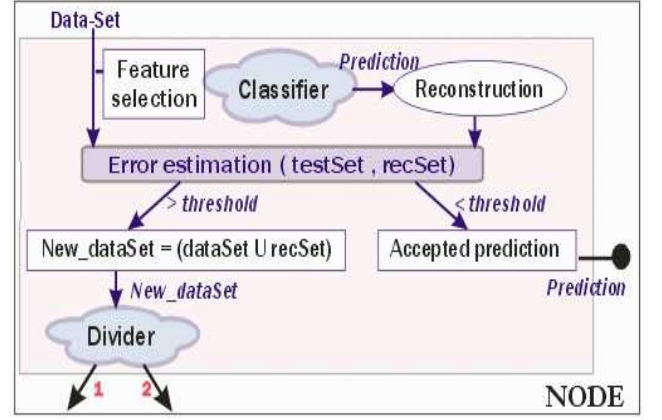 Data-Set
Feature
selection
Classifier
Prediction
Reconstruction
Error estimation ( testSet , recSet)
> threshold
< threshold
New_dataSet = (dataSet U recSet)
Accepted prediction
New_dataSet
Prediction
Divider
1
2
NODE